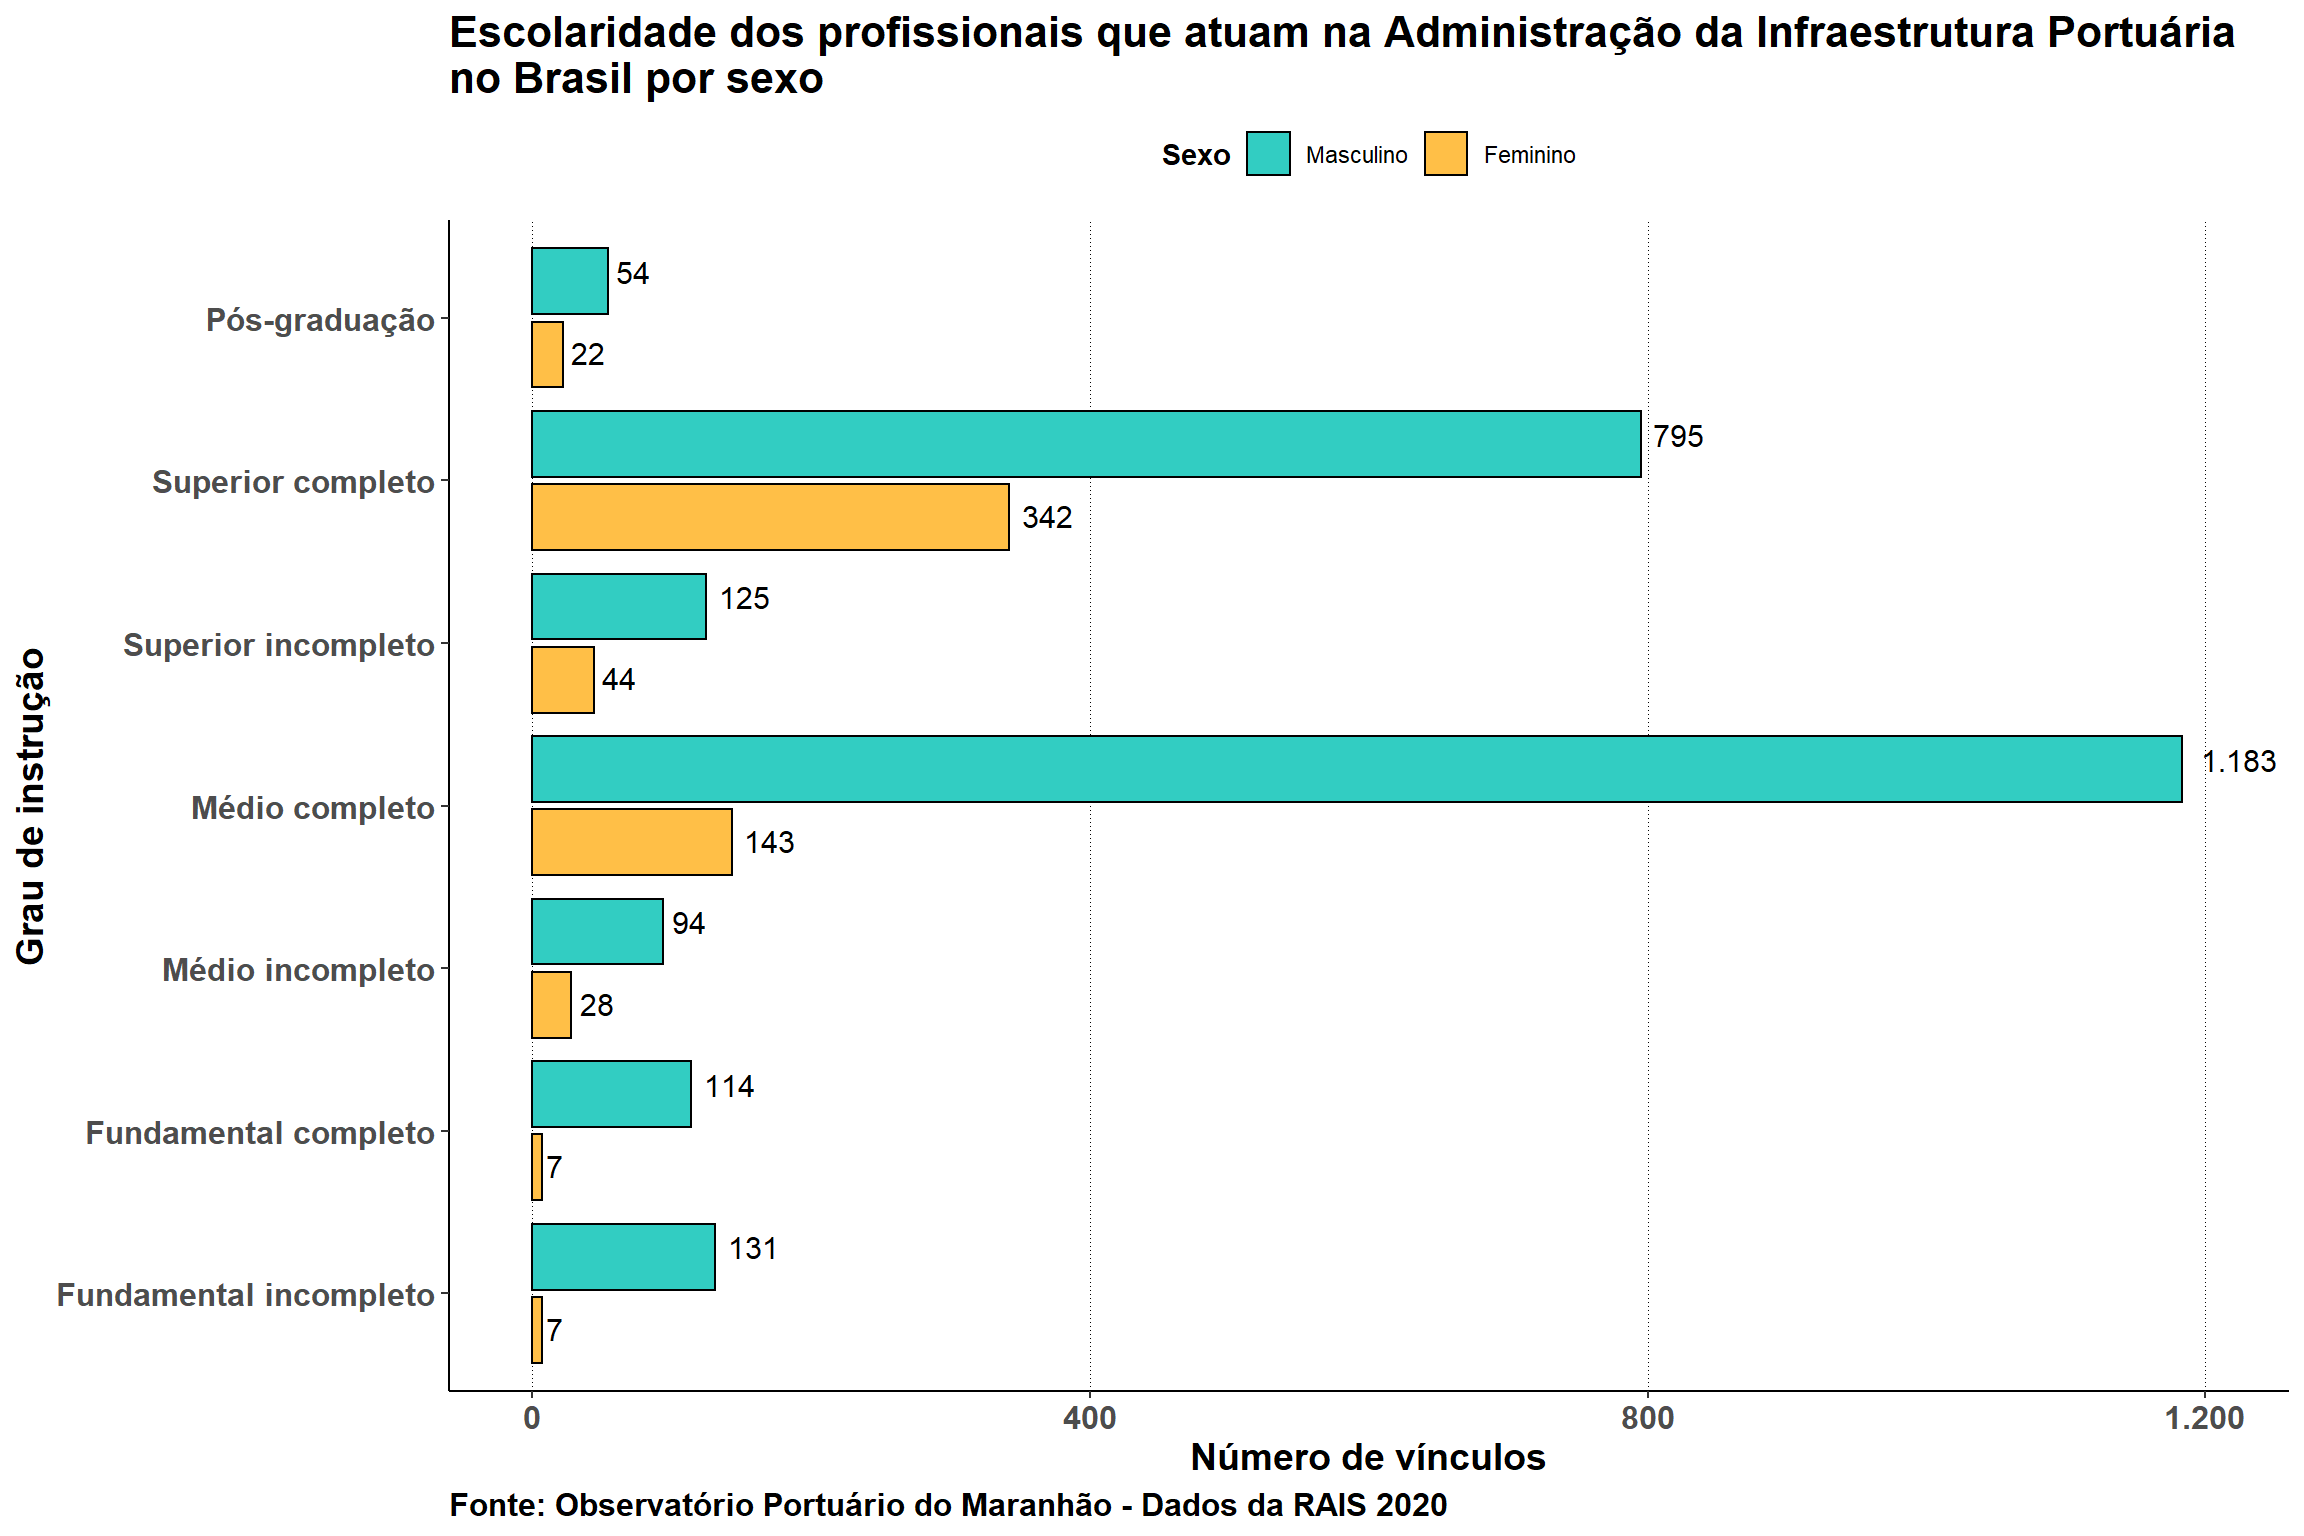 Escolaridade dos profissionais que atuam na Administração da Infraestrutura Portuária
no Brasil por sexo
Sexo Masculino Feminino
Grau de instrução
Pós-graduação
54
22
Superior completo
795
342
Superior incompleto
125
44
Médio completo
1.183
143
Médio incompleto
94
28
Fundamental completo
114
7
Fundamental incompleto
131
7
0 400 800 1.200
Número de vínculos
Fonte: Observatório Portuário do Maranhão - Dados da RAIS 2020